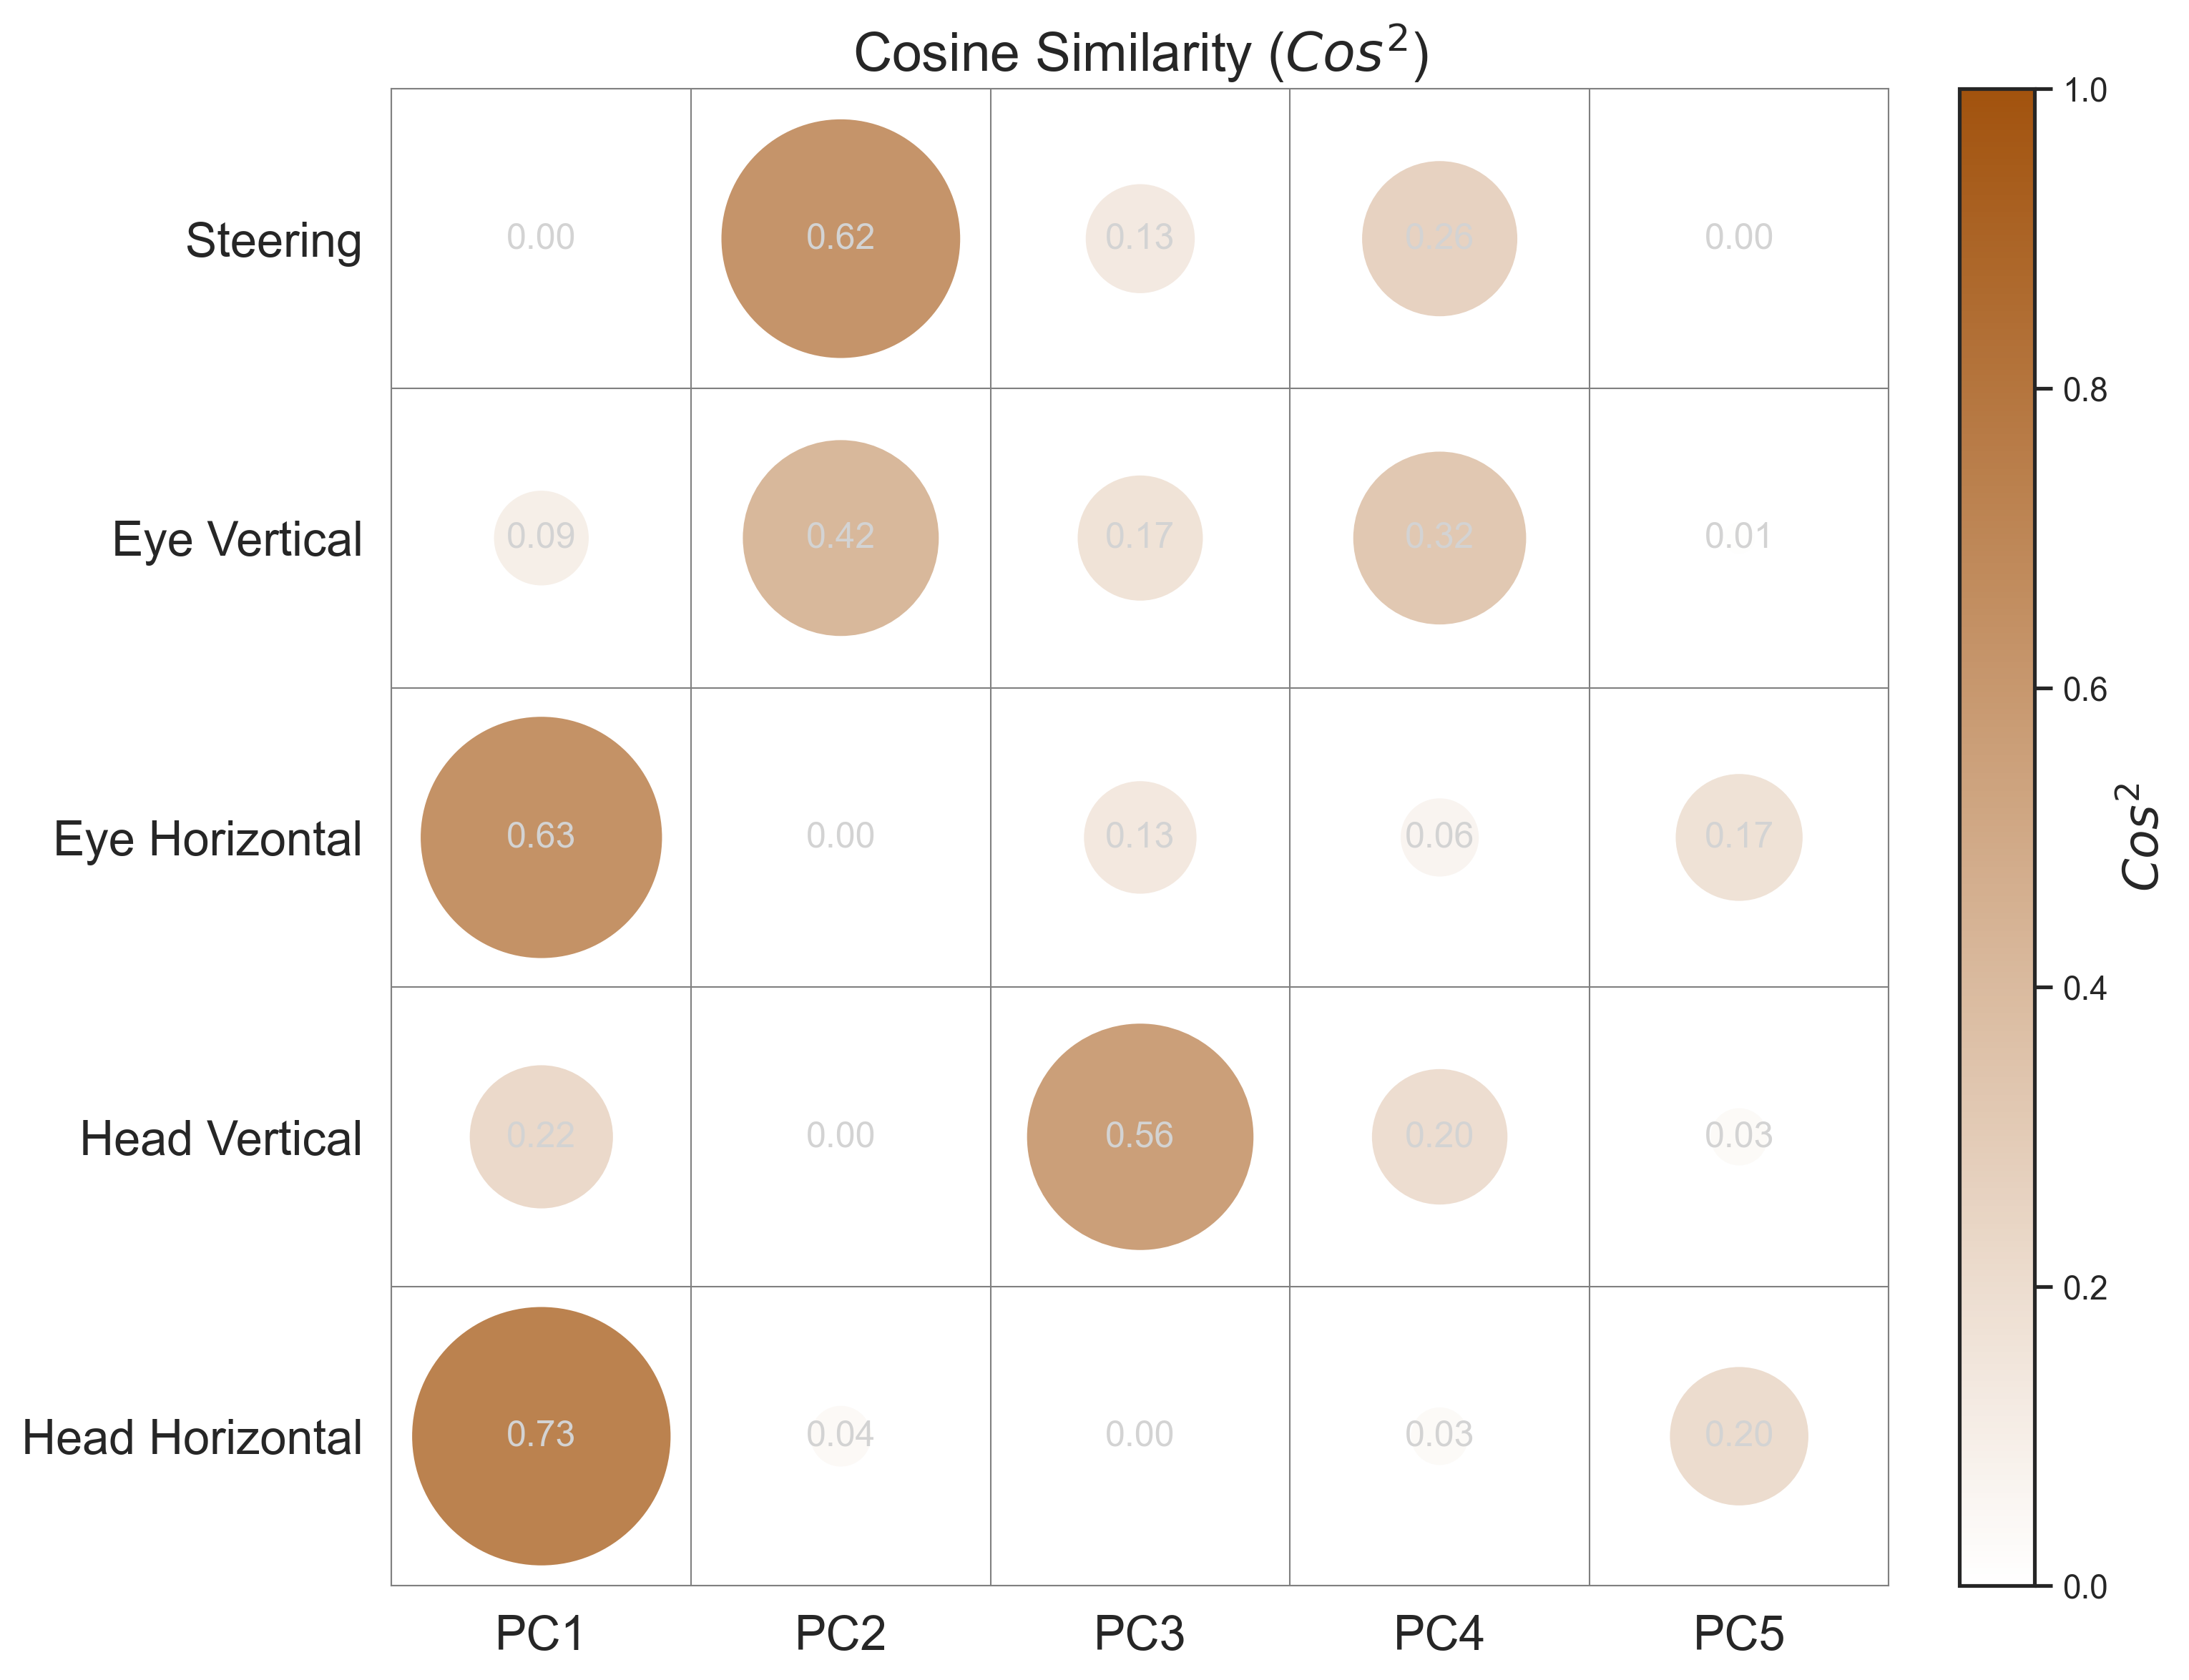 Cosine Similarity (Cos²)
Steering 0.00 0.62 0.13 0.26 0.00
Eye Vertical 0.09 0.42 0.17 0.32 0.01
Eye Horizontal 0.63 0.00 0.13 0.06 0.17
Head Vertical 0.22 0.00 0.56 0.20 0.03
Head Horizontal 0.73 0.04 0.00 0.03 0.20
PC1 PC2 PC3 PC4 PC5
1.0
0.8
0.6
0.4
0.2
0.0
Cos²